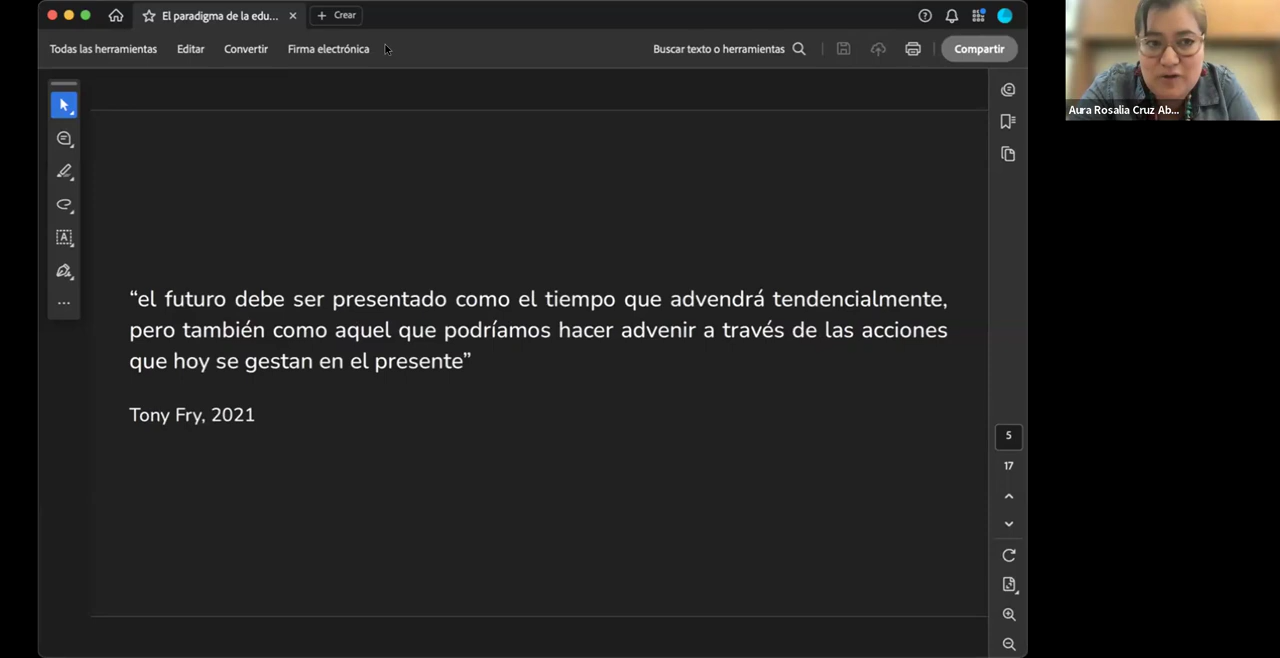 El paradigma de la edu...
Crear
Todas las herramientas
Editar
Convertir
Firma electrónica
Buscar texto o herramientas
Compartir
Aura Rosalia Cruz Ab...
“el futuro debe ser presentado como el tiempo que advendrá tendencialmente,
pero también como aquel que podríamos hacer advenir a través de las acciones
que hoy se gestan en el presente”
Tony Fry, 2021
5
17